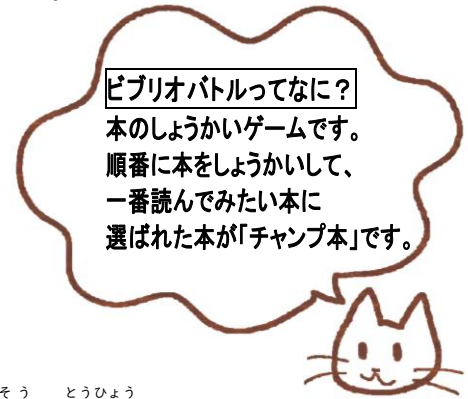 ビブリオバトルってなに？
本のしょうかいゲームです。
順番に本をしょうかいして、
一番読んでみたい本に
選ばれた本が「チャンプ本」です。
そう　とうひょう